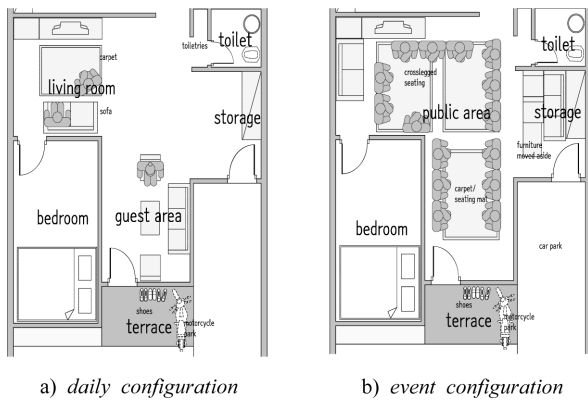 toiletries
toilet
carpet
living room
sofa
storage
bedroom
guest area
shoes
terrace
motorcycle
park
a) daily configuration
toilet
crosslegged
seating
public area
storage
furniture
moved aside
carpet/
seating mat
bedroom
car park
shoes
terrace
motorcycle
park
b) event configuration